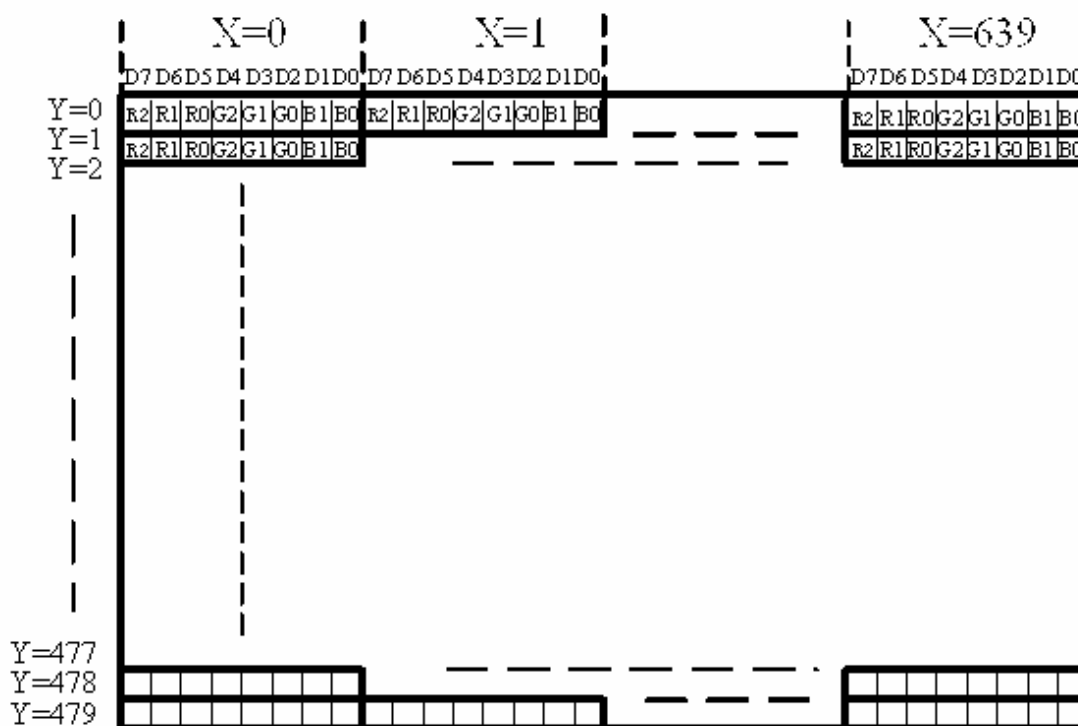 X=0 X=1 X=639
D7 D6 D5 D4 D3 D2 D1 D0 D7 D6 D5 D4 D3 D2 D1 D0 D7 D6 D5 D4 D3 D2 D1 D0
Y=0 R2 R1 R0 G2 G1 G0 B1 B0 R2 R1 R0 G2 G1 G0 B1 B0 R2 R1 R0 G2 G1 G0 B1 B0
Y=1 R2 R1 R0 G2 G1 G0 B1 B0 R2 R1 R0 G2 G1 G0 B1 B0
Y=2
Y=477
Y=478
Y=479